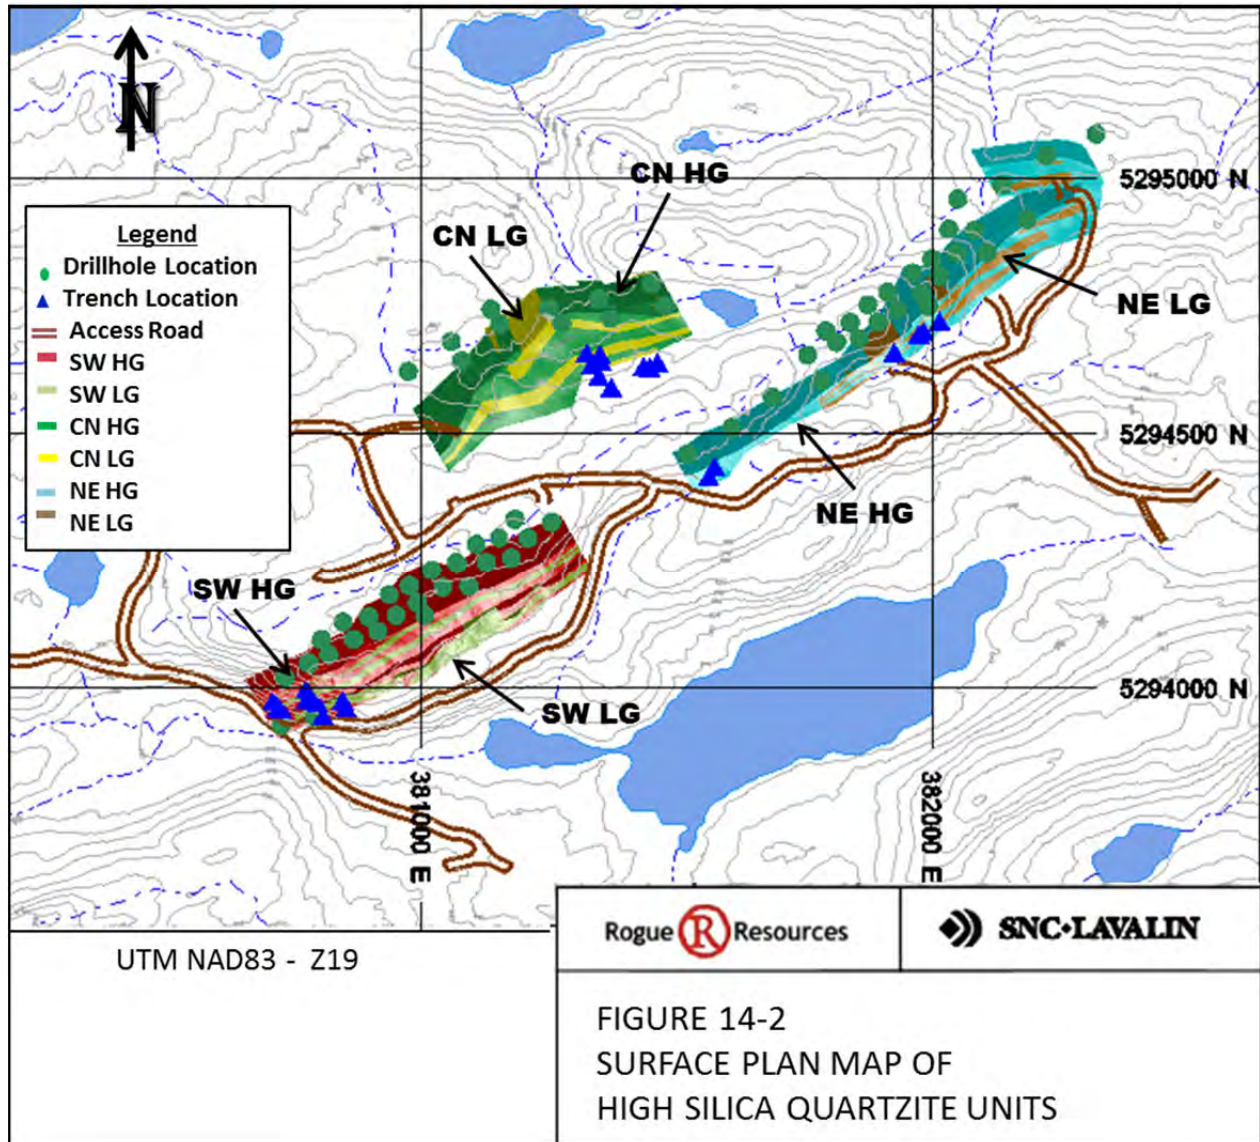 N
CN HG
5295000 N
CN LG
Legend
Drillhole Location
Trench Location
Access Road
SW HG
SW LG
CN HG
CN LG
NE HG
NE LG
NE LG
5294500 N
NE HG
SW HG
5294000 N
SW LG
381000 E
382000 E
Rogue R Resources
SNC•LAVALIN
UTM NAD83 - Z19
FIGURE 14-2
SURFACE PLAN MAP OF
HIGH SILICA QUARTZITE UNITS